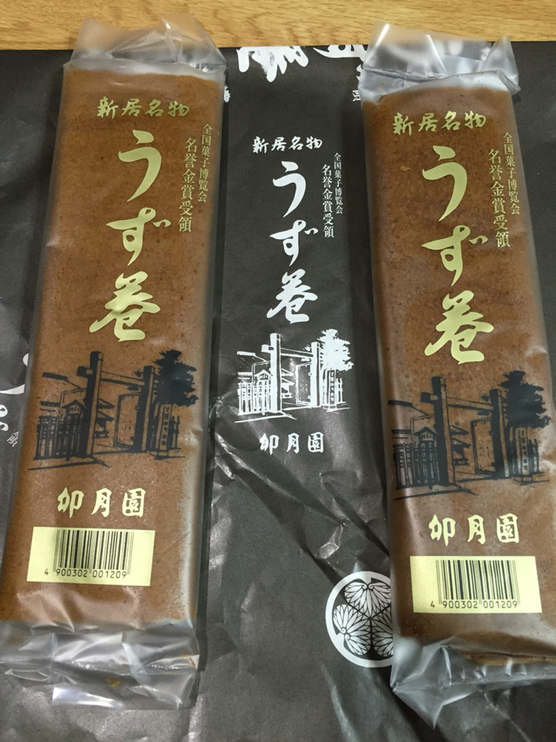 新居名物
全国菓子博覧会
名誉金賞受領
うず巻
卯月園
4 900302 001209
新居名物
全国菓子博覧会
名誉金賞受領
うず巻
卯月園
新居名物
全国菓子博覧会
名誉金賞受領
うず巻
卯月園
4 900302 001209